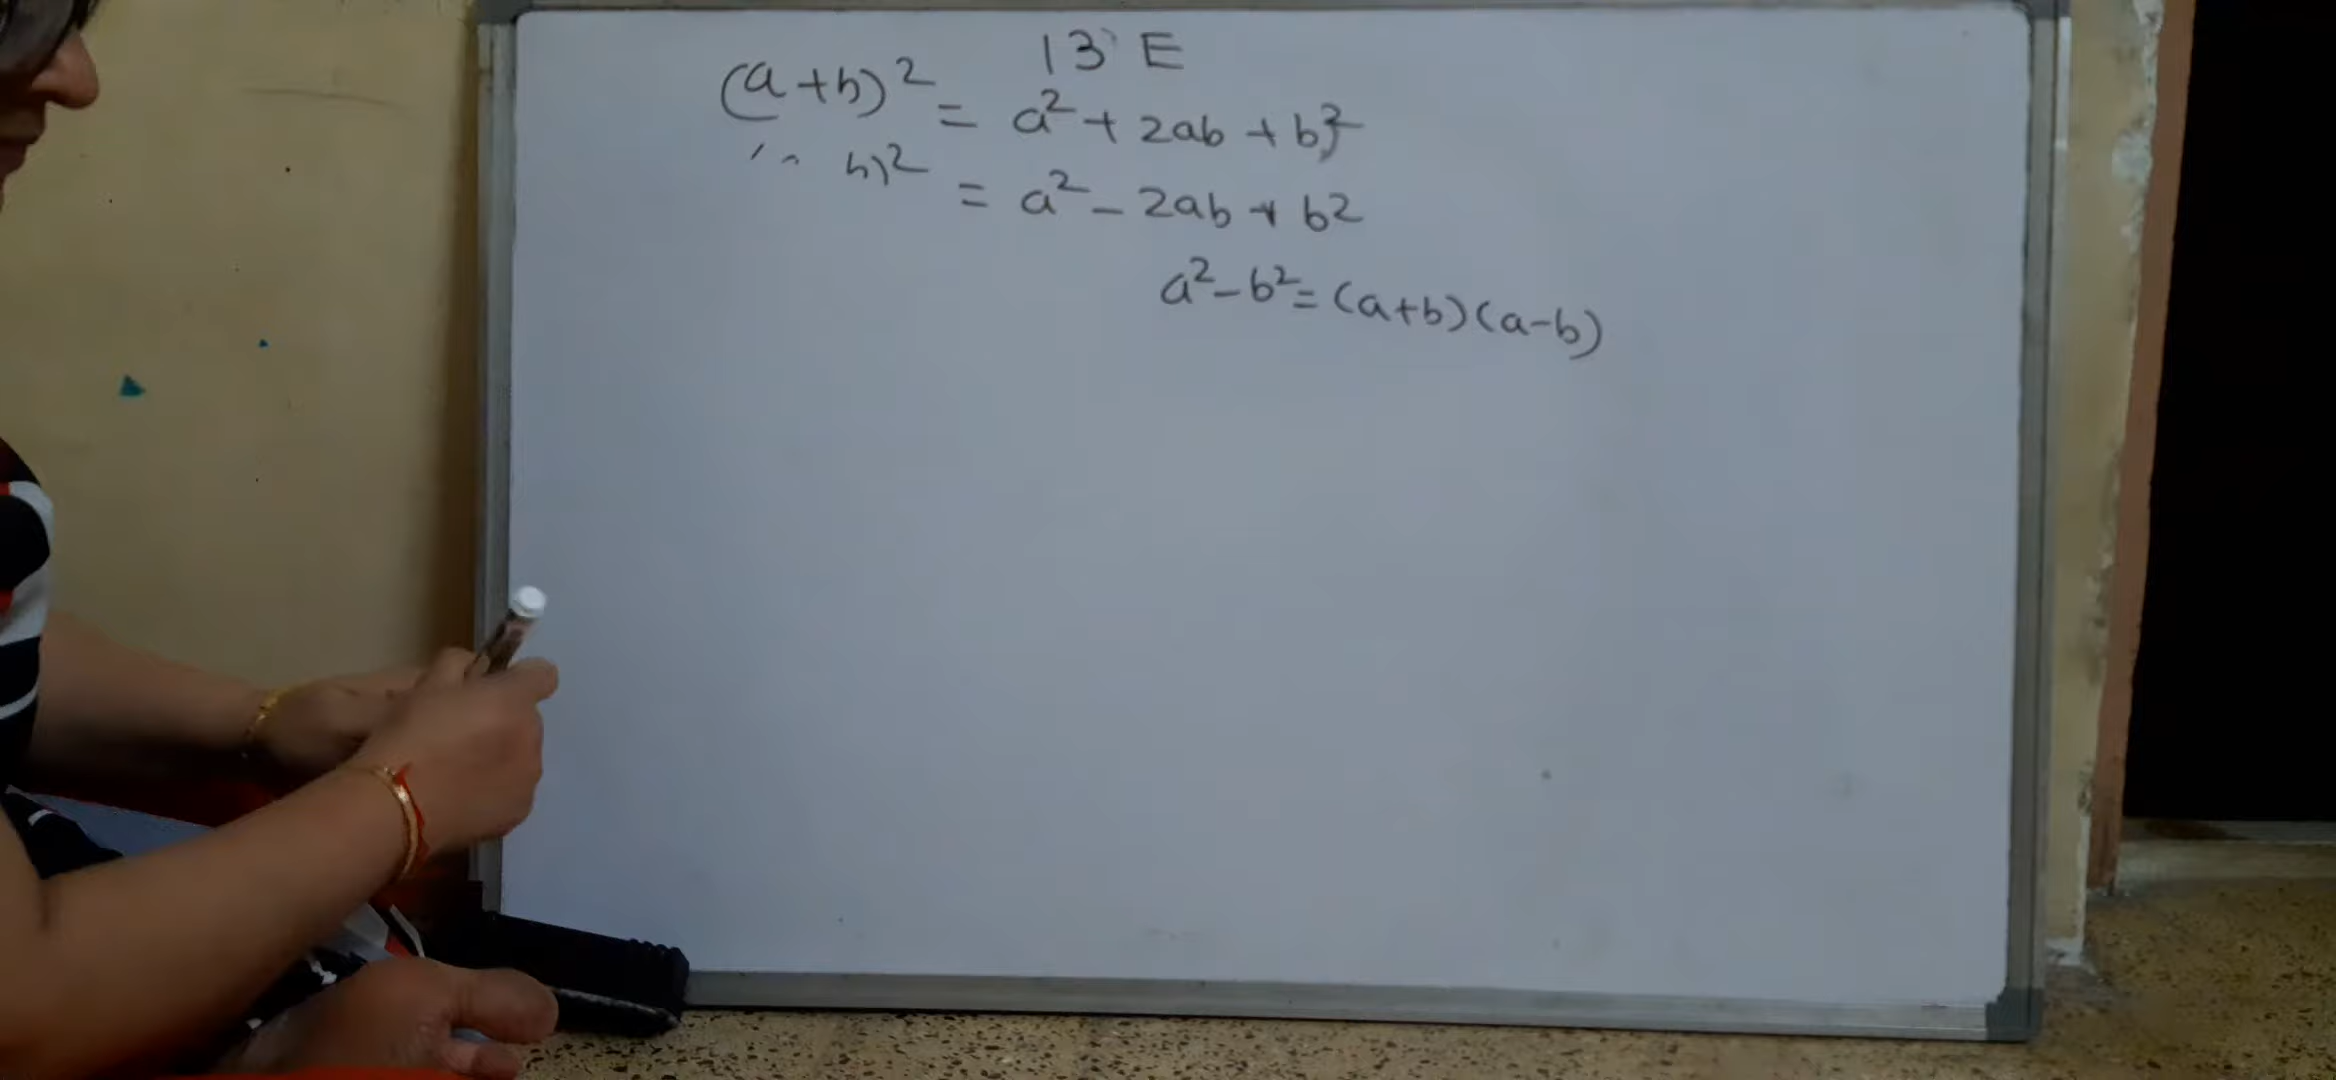 13 E
(a+b)² = a² + 2ab + b²
b)² = a² - 2ab + b²
a² - b² = (a+b)(a-b)